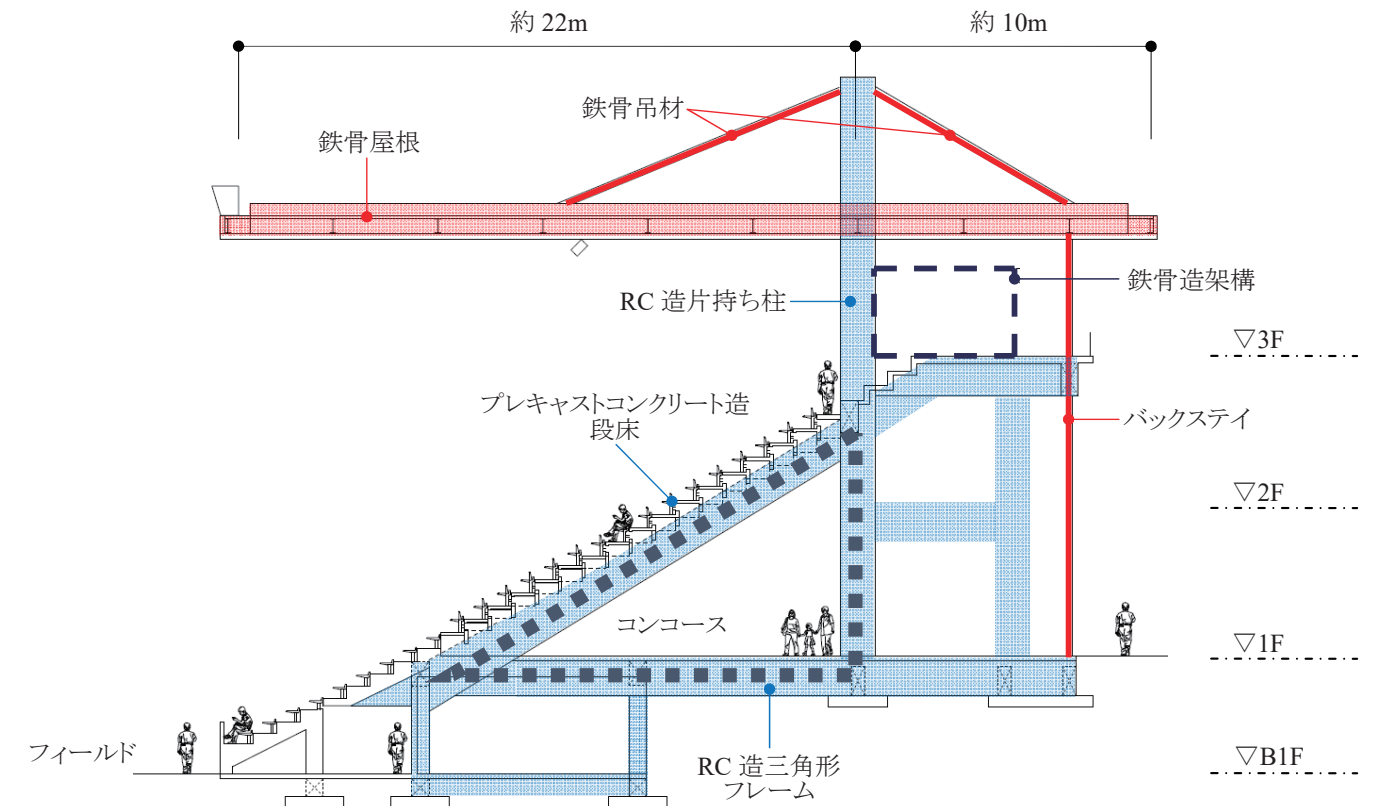 約 22m
約 10m
鉄骨吊材
鉄骨屋根
RC 造片持ち柱
鉄骨造架構
▽3F
プレキャストコンクリート造
段床
バックステイ
▽2F
コンコース
▽1F
フィールド
RC 造三角形
フレーム
▽B1F